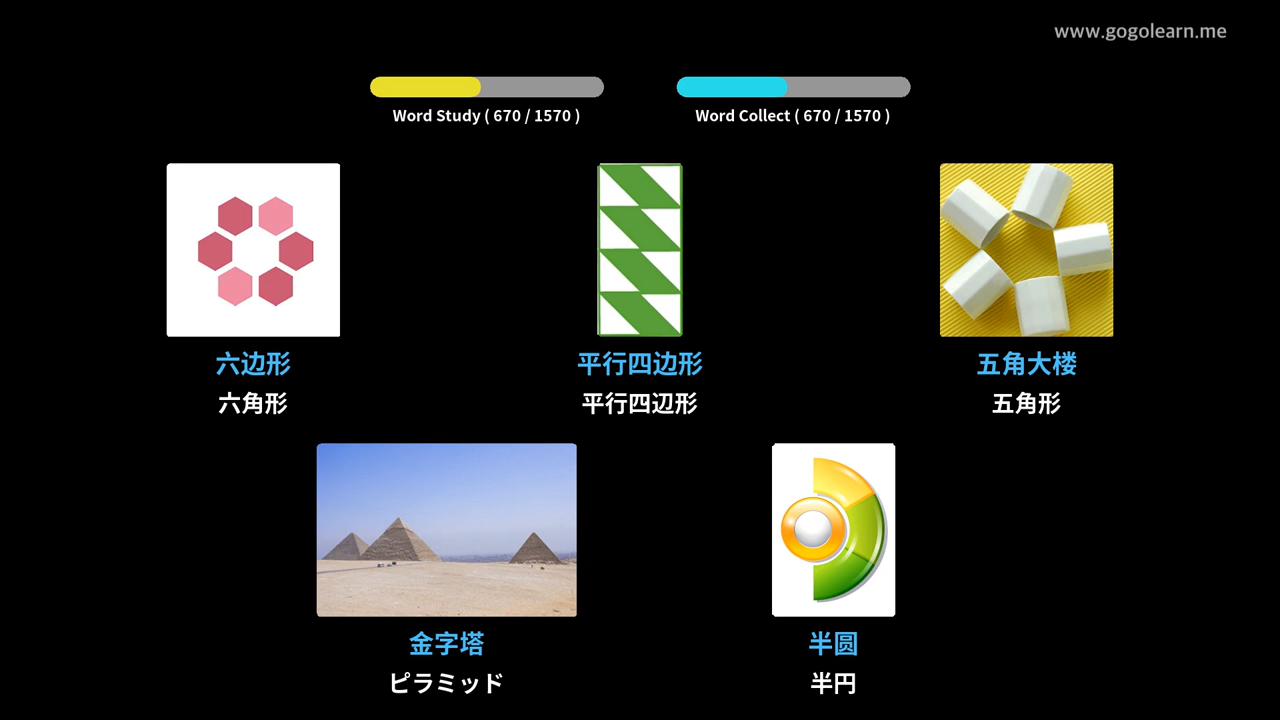 www.gogolearn.me
Word Study ( 670 / 1570 )
Word Collect ( 670 / 1570 )
六边形
六角形
平行四边形
平行四辺形
五角大楼
五角形
金字塔
ピラミッド
半圆
半円